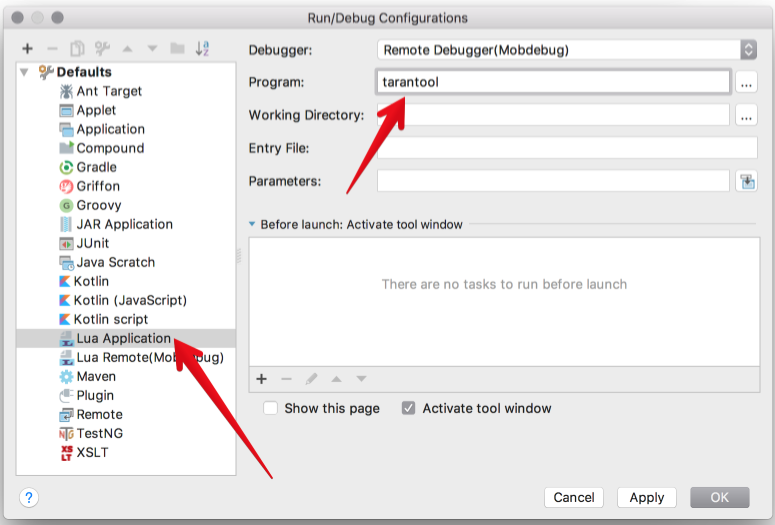 Run/Debug Configurations
Defaults
Ant Target
Applet
Application
Compound
Gradle
Griffon
Groovy
JAR Application
JUnit
Java Scratch
Kotlin
Kotlin (JavaScript)
Kotlin script
Lua Application
Lua Remote(Mobdebug)
Maven
Plugin
Remote
TestNG
XSLT
Debugger: Remote Debugger(Mobdebug)
Program: tarantool ...
Working Directory: ...
Entry File:
Parameters:
Before launch: Activate tool window
There are no tasks to run before launch
Show this page Activate tool window
? Cancel Apply OK